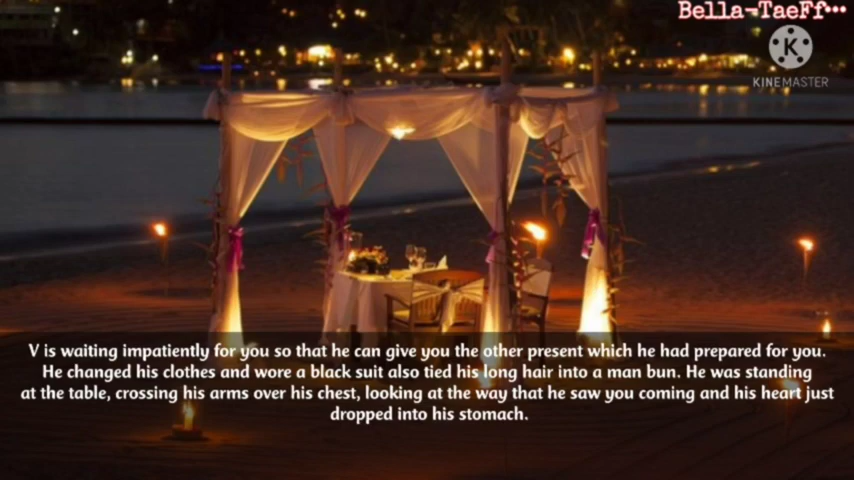 Bella-TaeFf...
KINEMASTER
V is waiting impatiently for you so that he can give you the other present which he had prepared for you.
He changed his clothes and wore a black suit also tied his long hair into a man bun. He was standing
at the table, crossing his arms over his chest, looking at the way that he saw you coming and his heart just
dropped into his stomach.